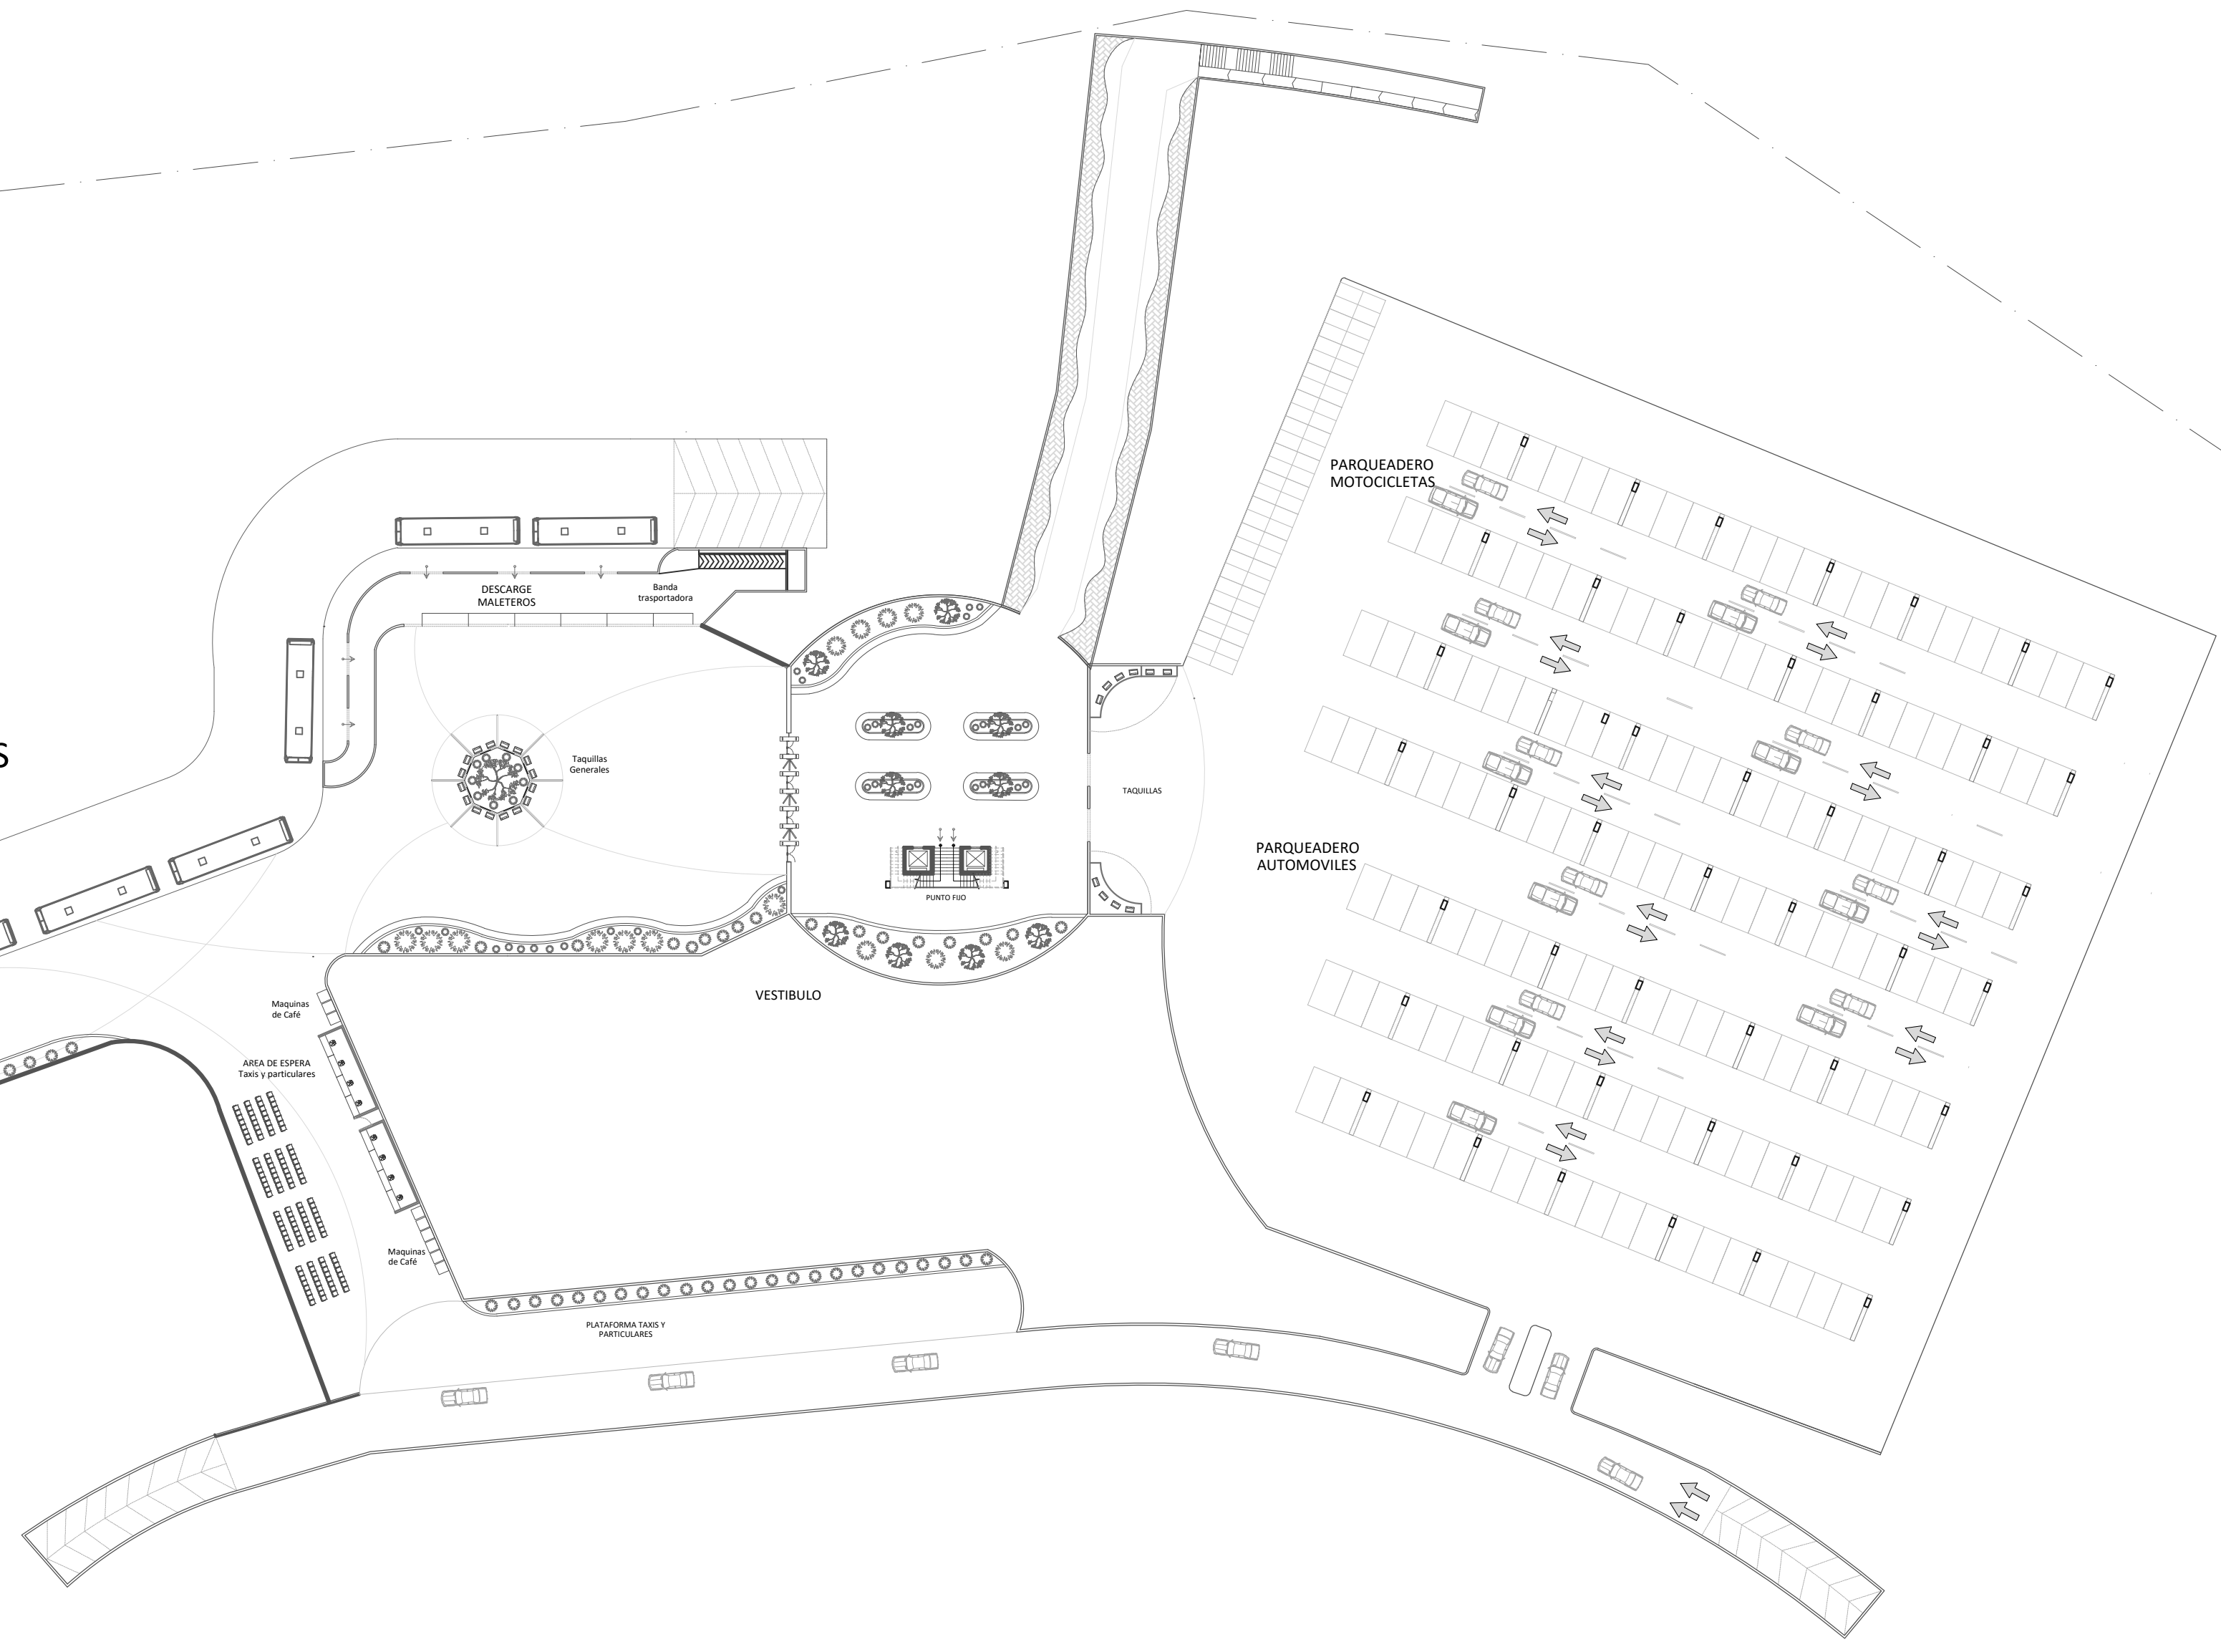 PARQUEADERO
MOTOCICLETAS
DESCARGE
MALETEROS
Banda
trasportadora
S
Taquillas
Generales
TAQUILLAS
PARQUEADERO
AUTOMOVILES
PUNTO FIJO
VESTIBULO
Maquinas
de Café
AREA DE ESPERA
Taxis y particulares
Maquinas
de Café
PLATAFORMA TAXIS Y
PARTICULARES